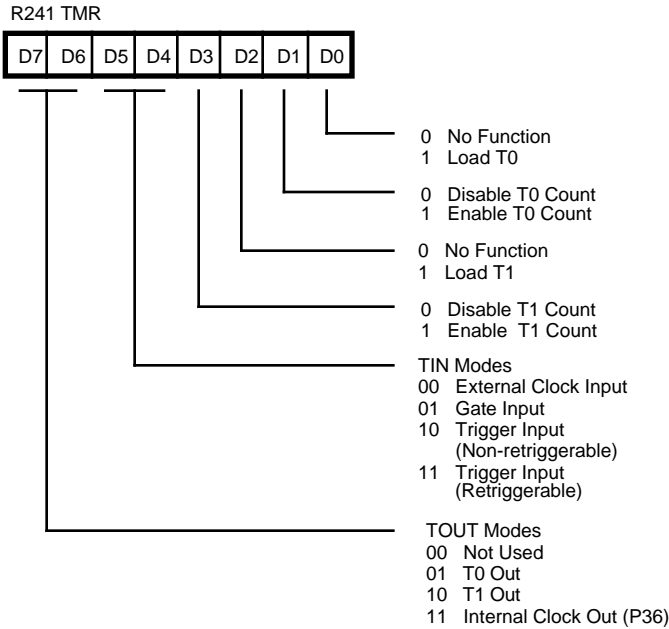 R241 TMR
D7 D6 D5 D4 D3 D2 D1 D0
0 No Function
1 Load T0
0 Disable T0 Count
1 Enable T0 Count
0 No Function
1 Load T1
0 Disable T1 Count
1 Enable T1 Count
TIN Modes
00 External Clock Input
01 Gate Input
10 Trigger Input
(Non-retriggerable)
11 Trigger Input
(Retriggerable)
TOUT Modes
00 Not Used
01 T0 Out
10 T1 Out
11 Internal Clock Out (P36)